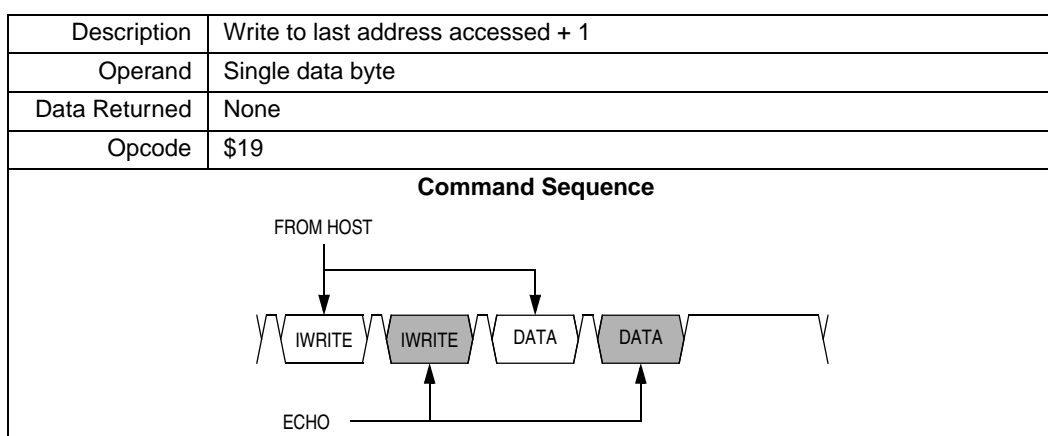 Description Write to last address accessed + 1
Operand Single data byte
Data Returned None
Opcode $19
Command Sequence
FROM HOST
IWRITE IWRITE DATA DATA
ECHO